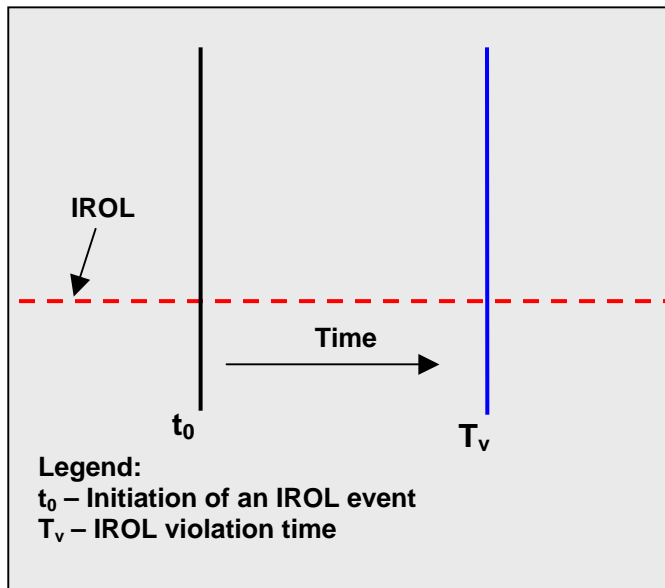 IROL
Time
t₀
Tᵥ
Legend:
t₀ – Initiation of an IROL event
Tᵥ – IROL violation time